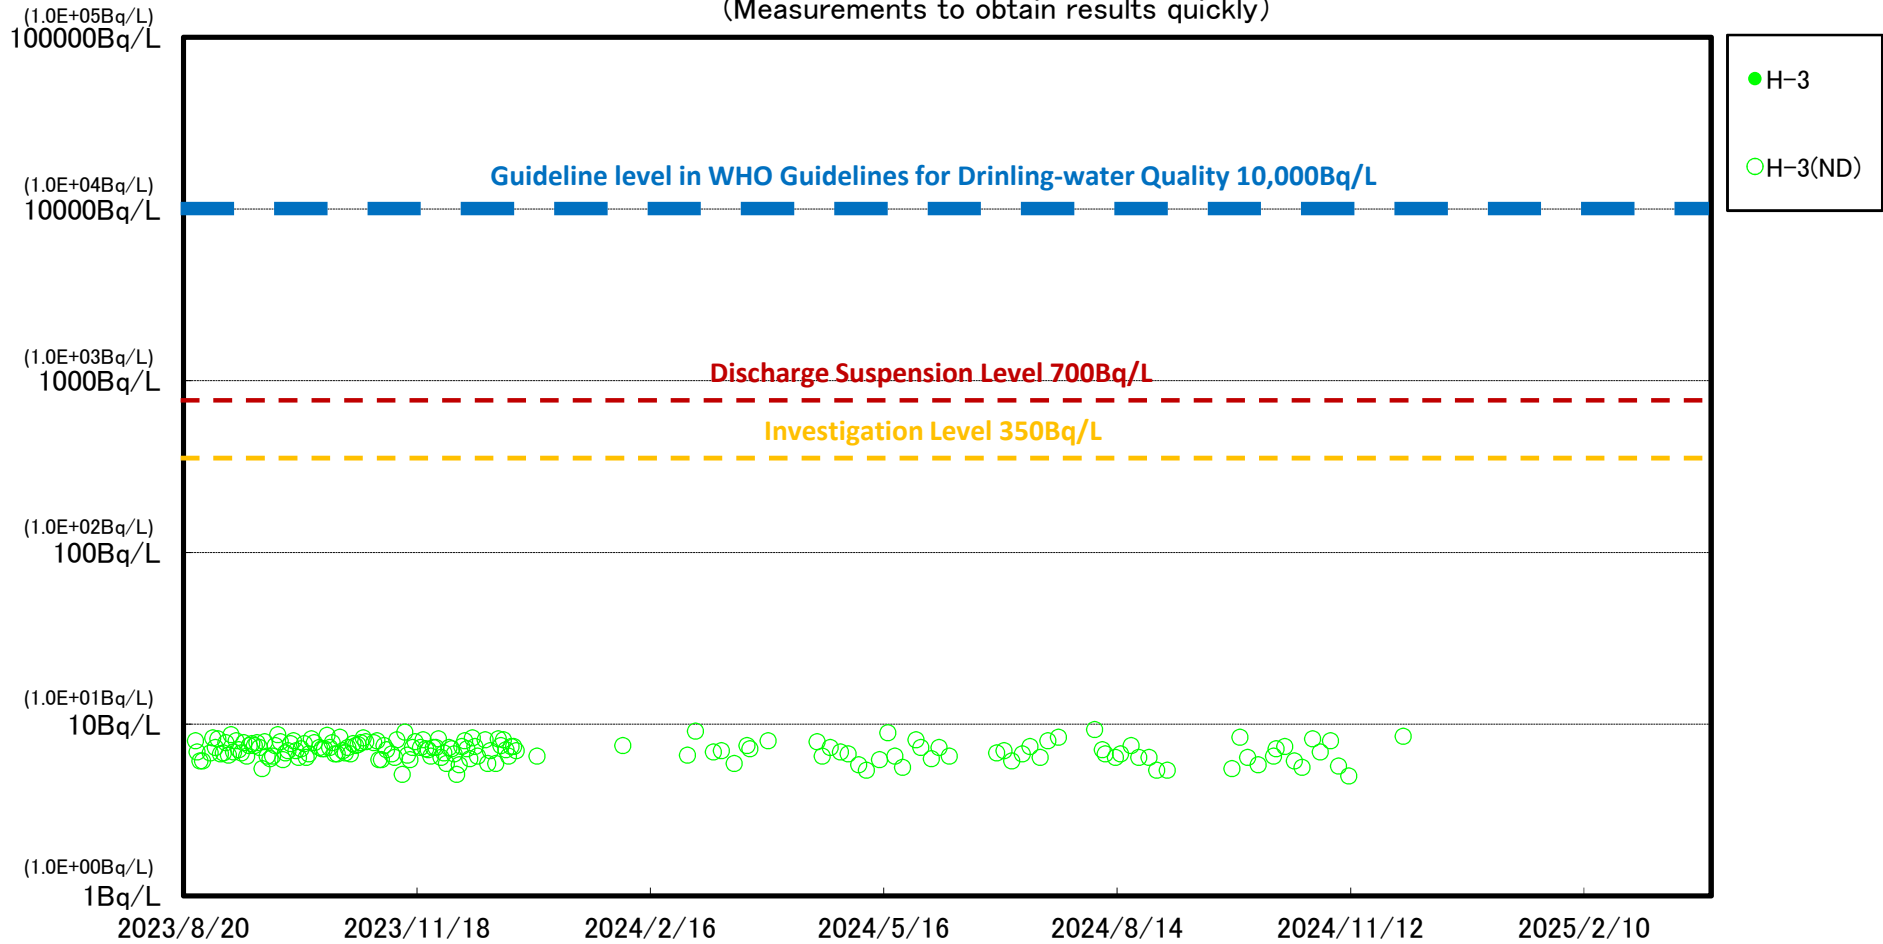 (Measurements to obtain results quickly)
(1.0E+05Bq/L)
100000Bq/L
H-3
H-3(ND)
Guideline level in WHO Guidelines for Drinling-water Quality 10,000Bq/L
(1.0E+04Bq/L)
10000Bq/L
(1.0E+03Bq/L)
1000Bq/L
Discharge Suspension Level 700Bq/L
Investigation Level 350Bq/L
(1.0E+02Bq/L)
100Bq/L
(1.0E+01Bq/L)
10Bq/L
(1.0E+00Bq/L)
1Bq/L
2023/8/20 2023/11/18 2024/2/16 2024/5/16 2024/8/14 2024/11/12 2025/2/10